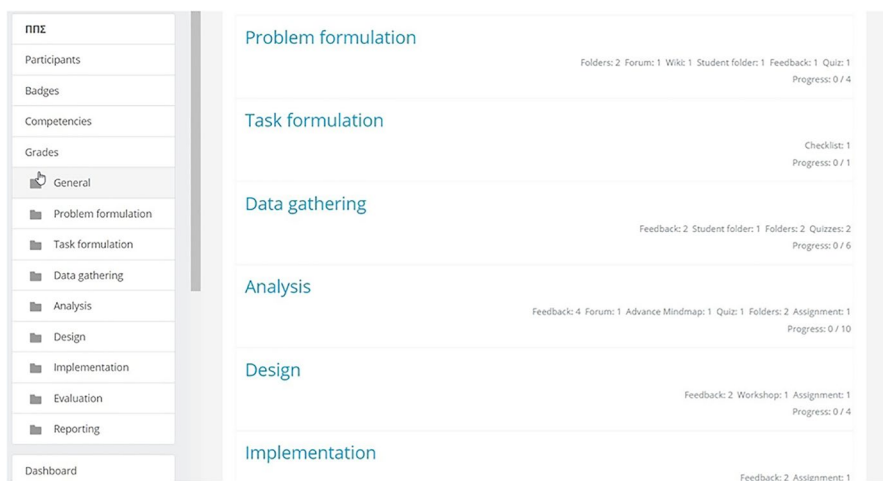 ΠΠΣ
Participants
Badges
Competencies
Grades
General
Problem formulation
Task formulation
Data gathering
Analysis
Design
Implementation
Evaluation
Reporting
Dashboard
Problem formulation
Folders: 2 Forum: 1 Wiki: 1 Student folder: 1 Feedback: 1 Quiz: 1
Progress: 0 / 4
Task formulation
Checklist: 1
Progress: 0 / 1
Data gathering
Feedback: 2 Student folder: 1 Folders: 2 Quizzes: 2
Progress: 0 / 6
Analysis
Feedback: 4 Forum: 1 Advance Mindmap: 1 Quiz: 1 Folders: 2 Assignment: 1
Progress: 0 / 10
Design
Feedback: 2 Workshop: 1 Assignment: 1
Progress: 0 / 4
Implementation
Feedback: 2 Assignment: 1